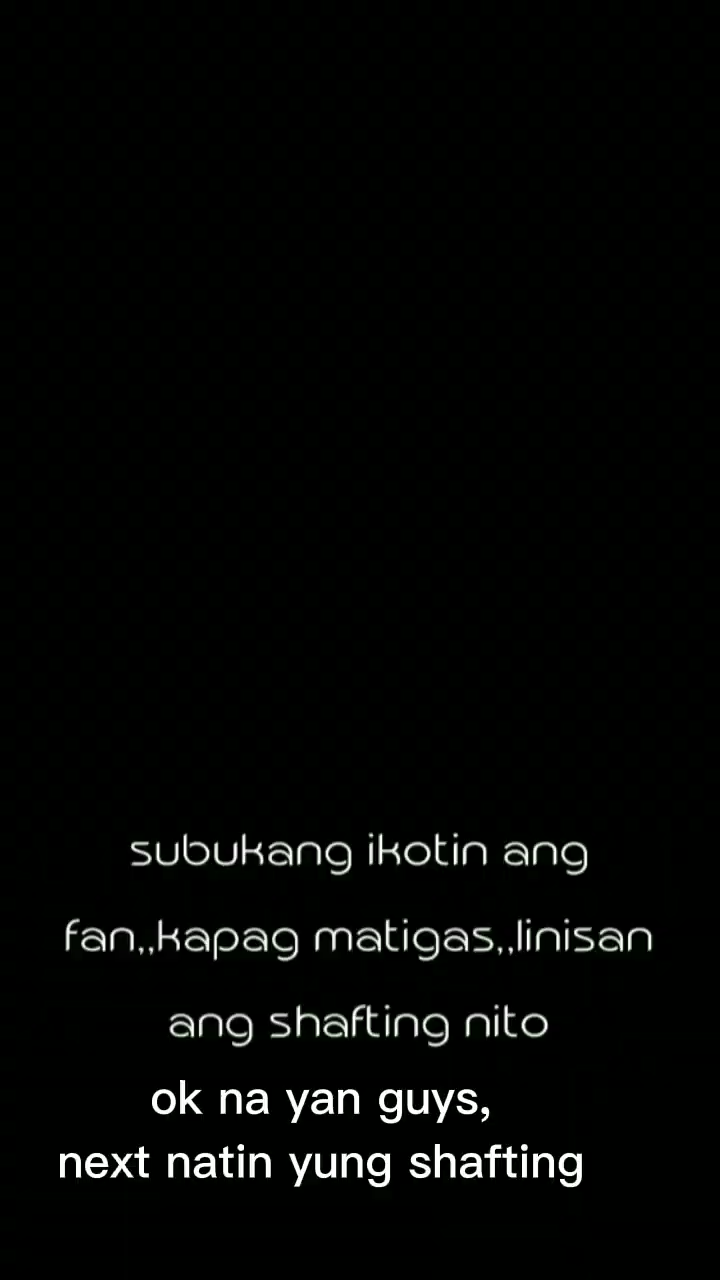 subukang ikotin ang
fan,,kapag matigas,,linisan
ang shafting nito
ok na yan guys,
next natin yung shafting